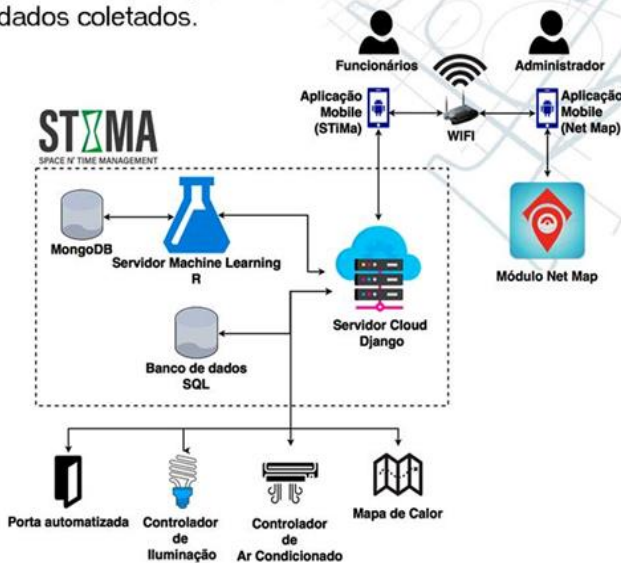 dados coletados.
Funcionários
Administrador
Aplicação
Mobile
(STiMa)
WIFI
Aplicação
Mobile
(Net Map)
STIMA
SPACE N' TIME MANAGEMENT
MongoDB
Servidor Machine Learning
R
Módulo Net Map
Servidor Cloud
Django
Banco de dados
SQL
Porta automatizada
Controlador
de
Iluminação
Controlador
de
Ar Condicionado
Mapa de Calor